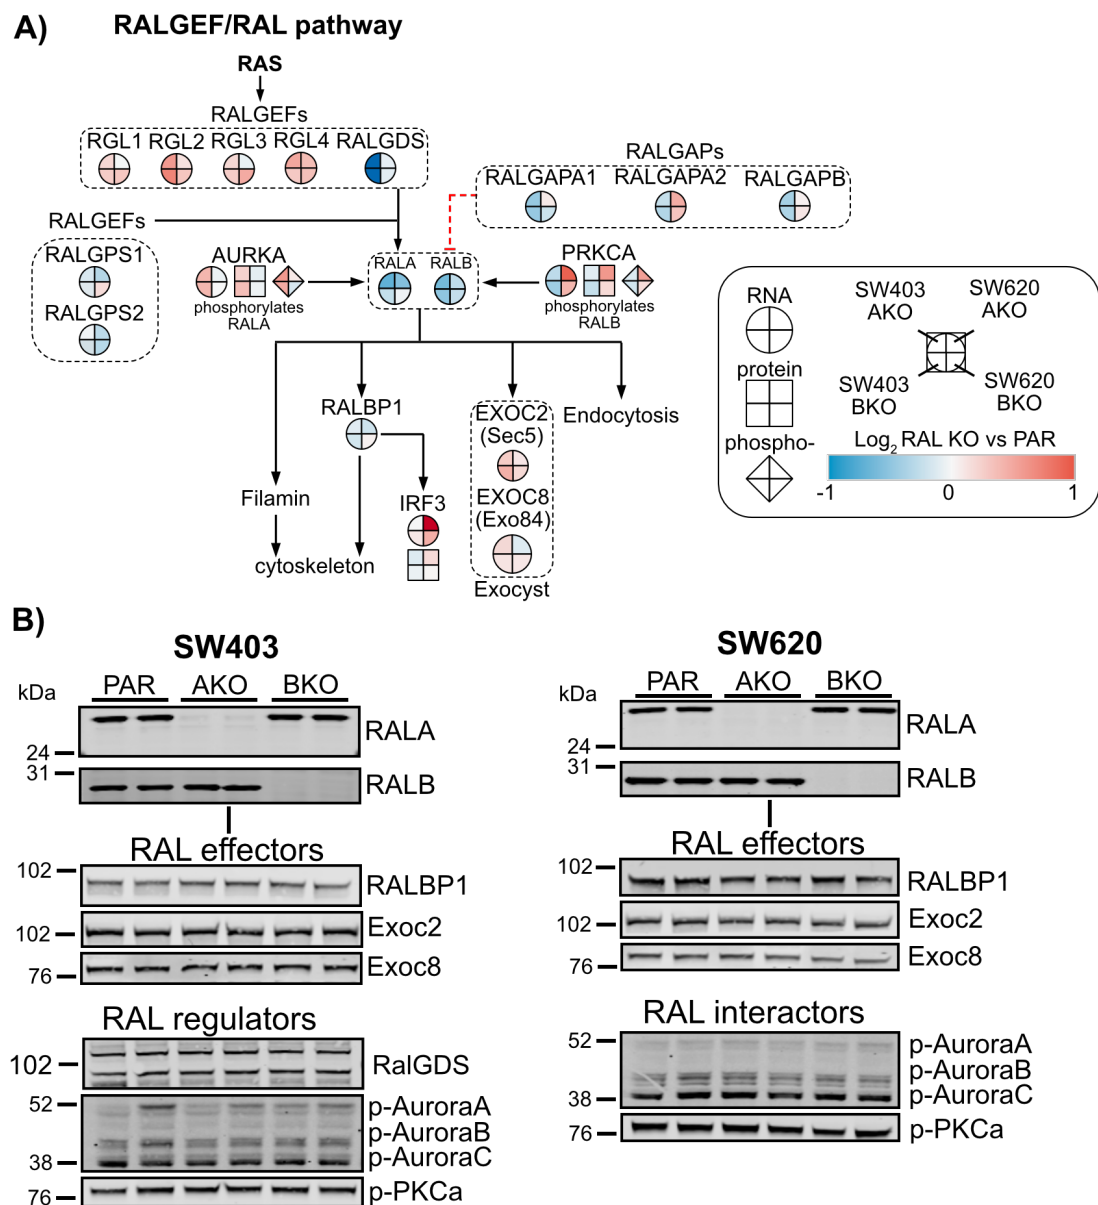 A)
RALGEF/RAL pathway
RAS
RALGEFs
RGL1 RGL2 RGL3 RGL4 RALGDS
RALGAPs
RALGAPA1 RALGAPA2 RALGAPB
RALGEFs
RALGPS1
RALGPS2
AURKA
phosphorylates
RALA
RALA RALB
PRKCA
phosphorylates
RALB
RALBP1
EXOC2
(Sec5)
EXOC8
(Exo84)
Exocyst
Endocytosis
Filamin
IRF3
cytoskeleton
RNA
protein
phospho-
SW403
AKO
SW620
AKO
SW403
BKO
SW620
BKO
Log2 RAL KO vs PAR
-1 0 1
B)
SW403
kDa
PAR AKO BKO
RALA
24
31
RALB
RAL effectors
102
RALBP1
102
Exoc2
76
Exoc8
RAL regulators
102
RalGDS
52
p-AuroraA
p-AuroraB
38
p-AuroraC
76
p-PKCa
SW620
kDa
PAR AKO BKO
RALA
24
31
RALB
RAL effectors
102
RALBP1
102
Exoc2
76
Exoc8
RAL interactors
52
p-AuroraA
p-AuroraB
38
p-AuroraC
76
p-PKCa